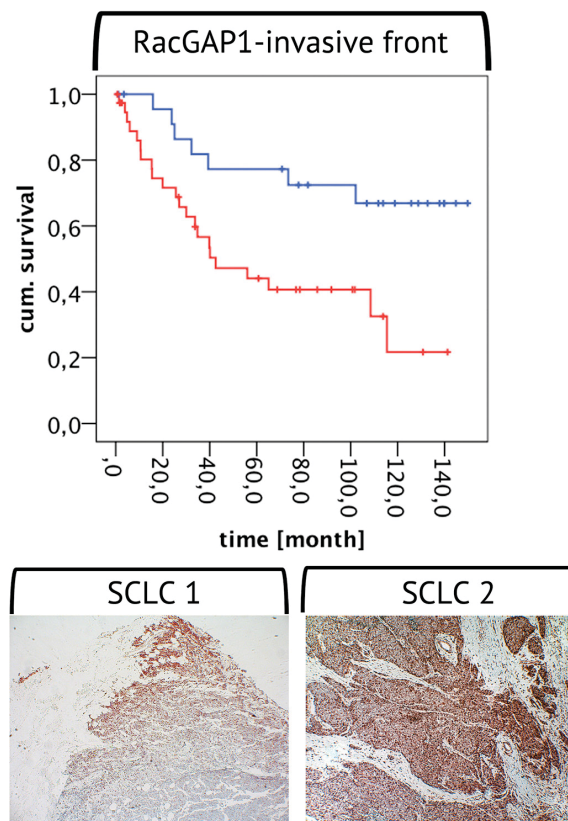 RacGAP1-invasive front
cum. survival
1,0
0,8
0,6
0,4
0,2
0,0
,0
20,0
40,0
60,0
80,0
100,0
120,0
140,0
time [month]
SCLC 1
SCLC 2